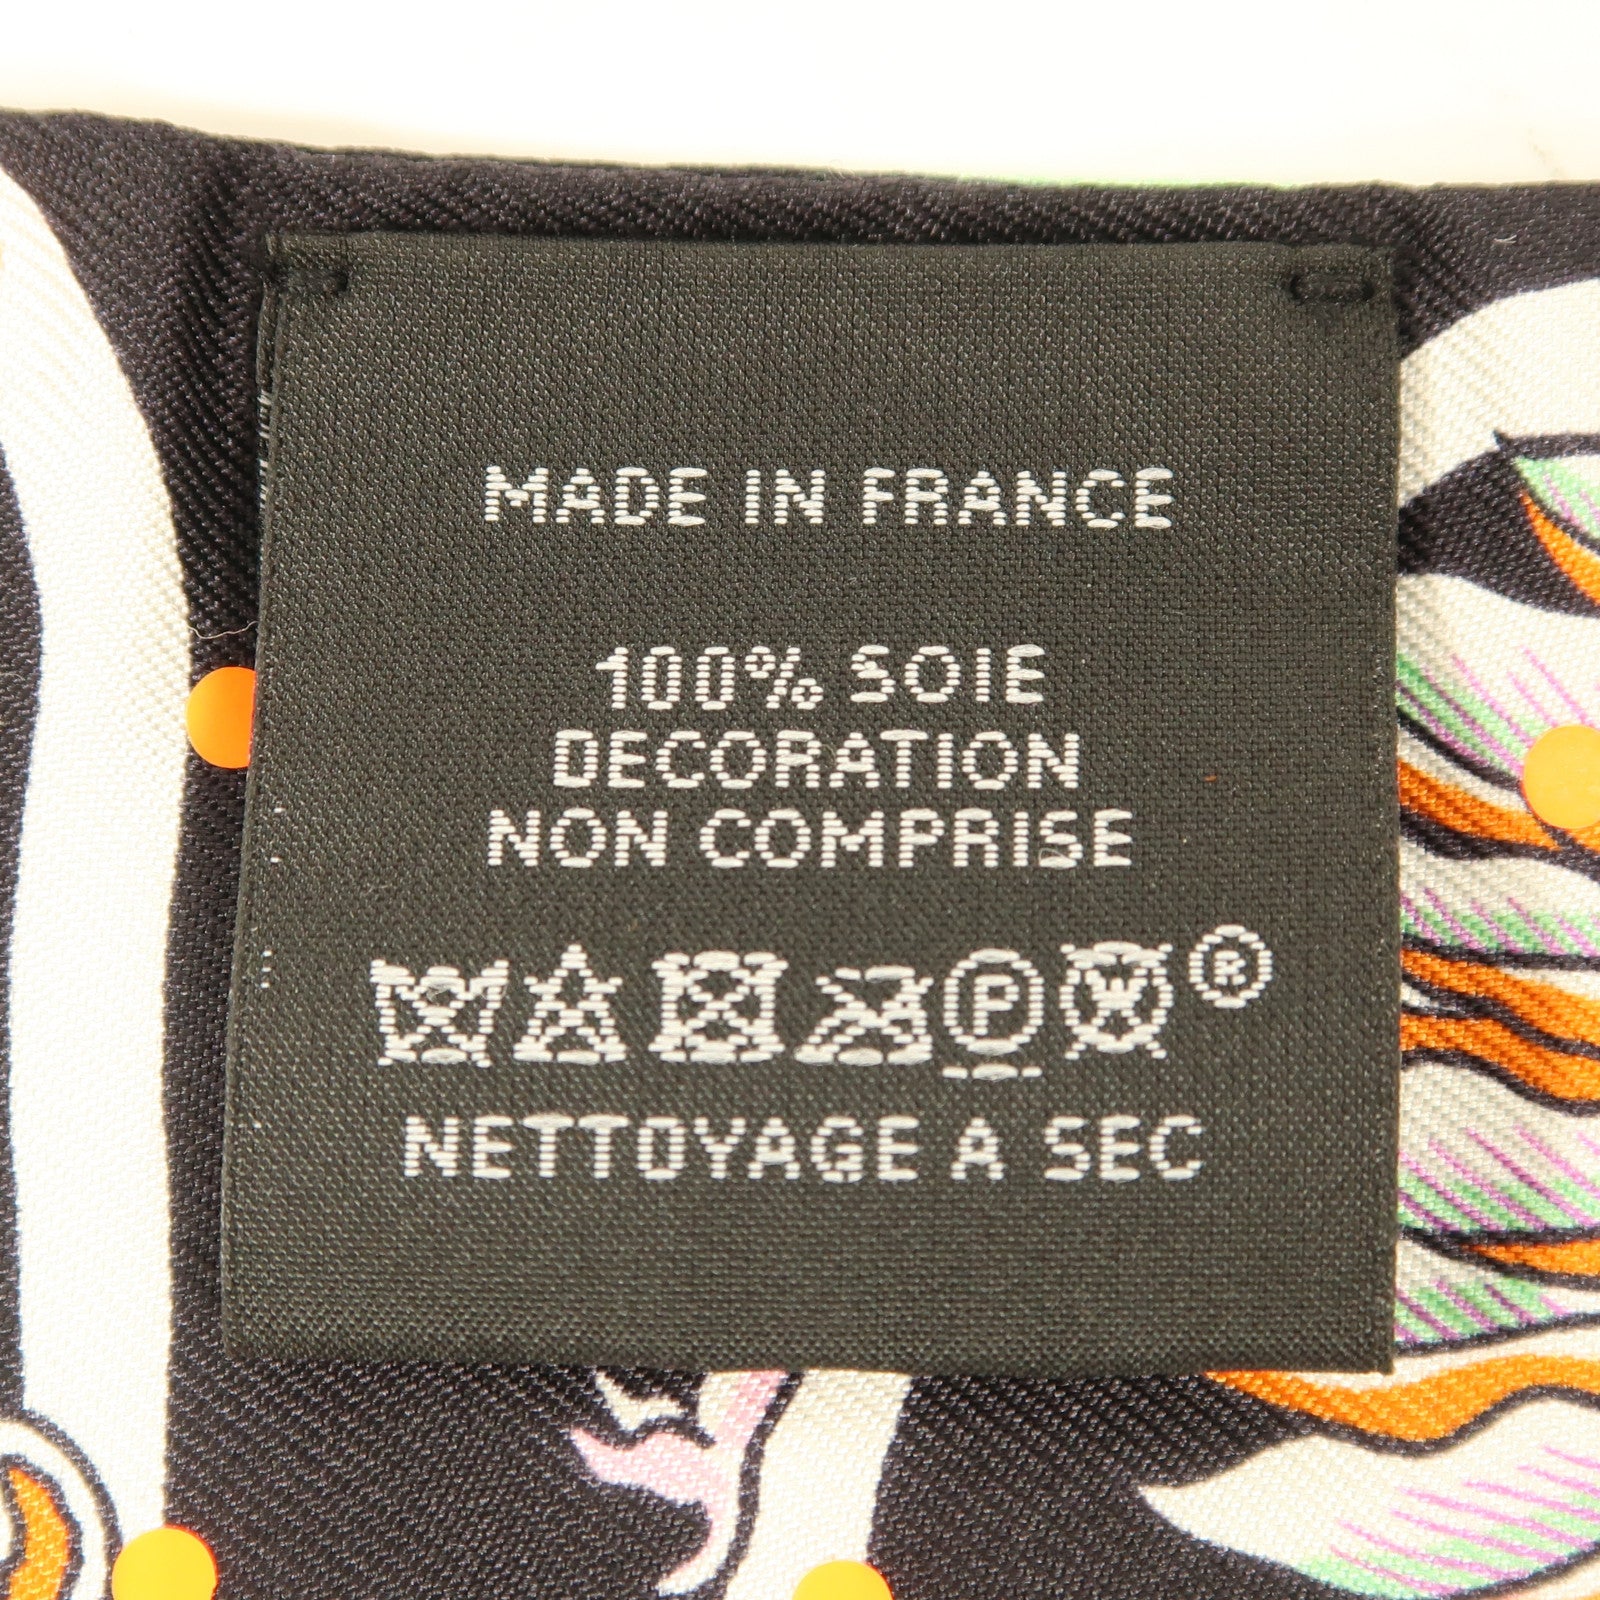 MADE IN FRANCE
100% SOIE
DECORATION
NON COMPRISE
P W ®
NETTOYAGE A SEC